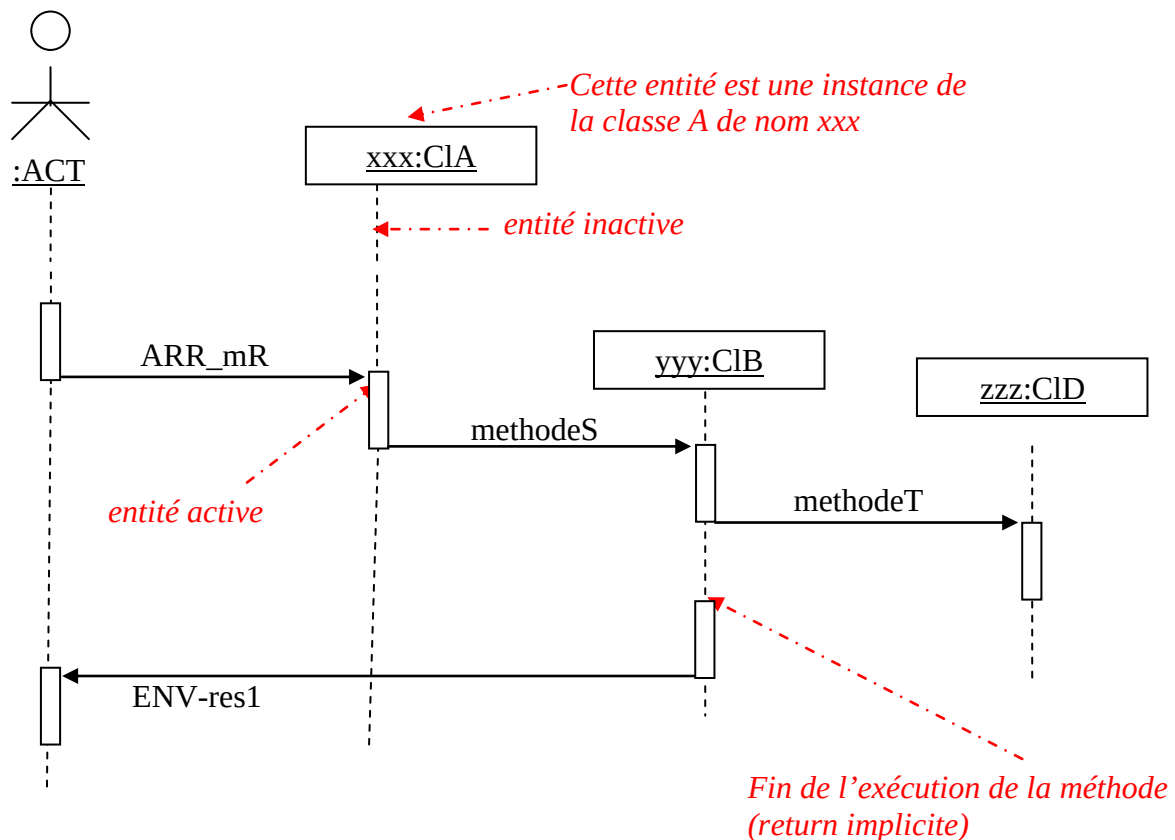 Cette entité est une instance de
la classe A de nom xxx
:ACT
xxx:ClA
entité inactive
ARR_mR
yyy:ClB
zzz:ClD
methodeS
methodeT
entité active
ENV-res1
Fin de l’exécution de la méthode
(return implicite)